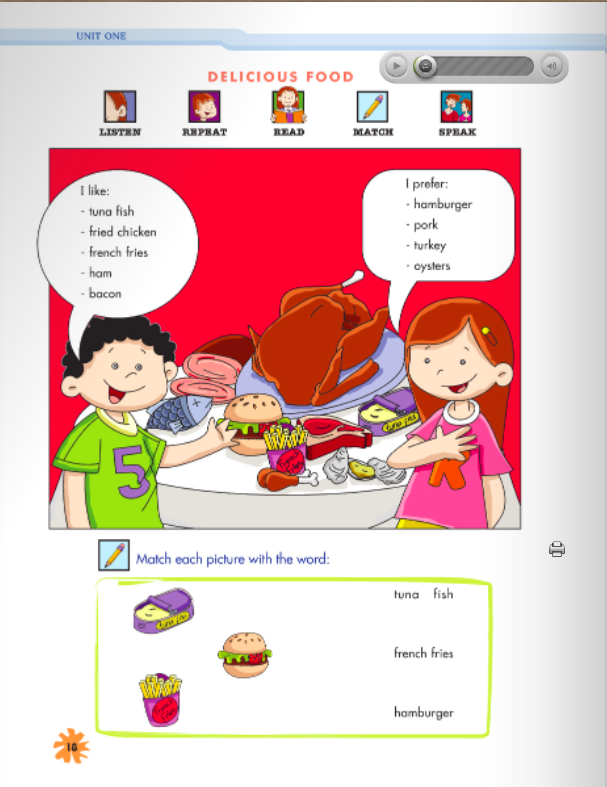 UNIT ONE
DELICIOUS FOOD
LISTEN
REPEAT
READ
MATCH
SPEAK
I like:
- tuna fish
- fried chicken
- french fries
- ham
- bacon
I prefer:
- hamburger
- pork
- turkey
- oysters
5
Match each picture with the word:
tuna fish
french fries
hamburger
18